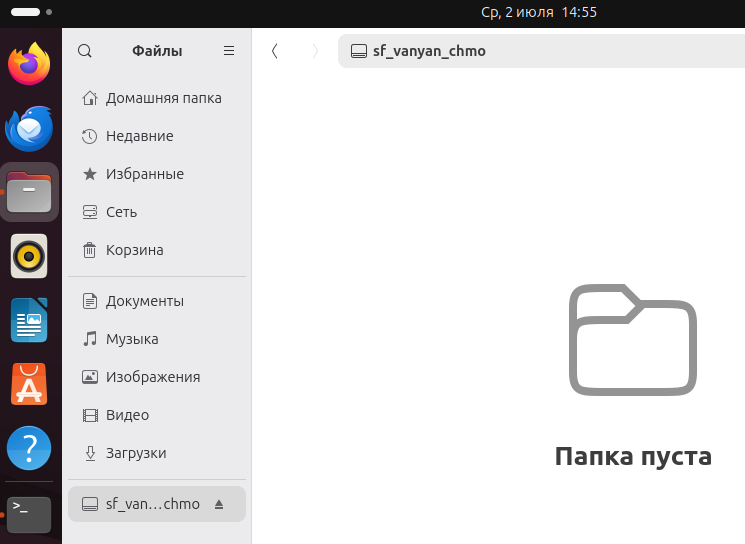 Ср, 2 июля 14:55
Файлы
sf_vanyan_chmo
Домашняя папка
Недавние
Избранные
Сеть
Корзина
Документы
Музыка
Изображения
Видео
Загрузки
sf_van…chmo
Папка пуста
>_